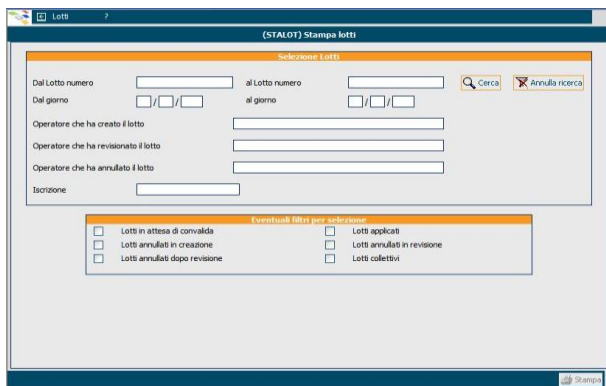 Lotti ?
(STALOT) Stampa lotti
Selezione Lotti
Dal Lotto numero al Lotto numero Cerca Annulla ricerca
Dal giorno / / al giorno / /
Operatore che ha creato il lotto
Operatore che ha revisionato il lotto
Operatore che ha annullato il lotto
Iscrizione
Eventuali filtri per selezione
Lotti in attesa di convalida Lotti applicati
Lotti annullati in creazione Lotti annullati in revisione
Lotti annullati dopo revisione Lotti collettivi
Stampa